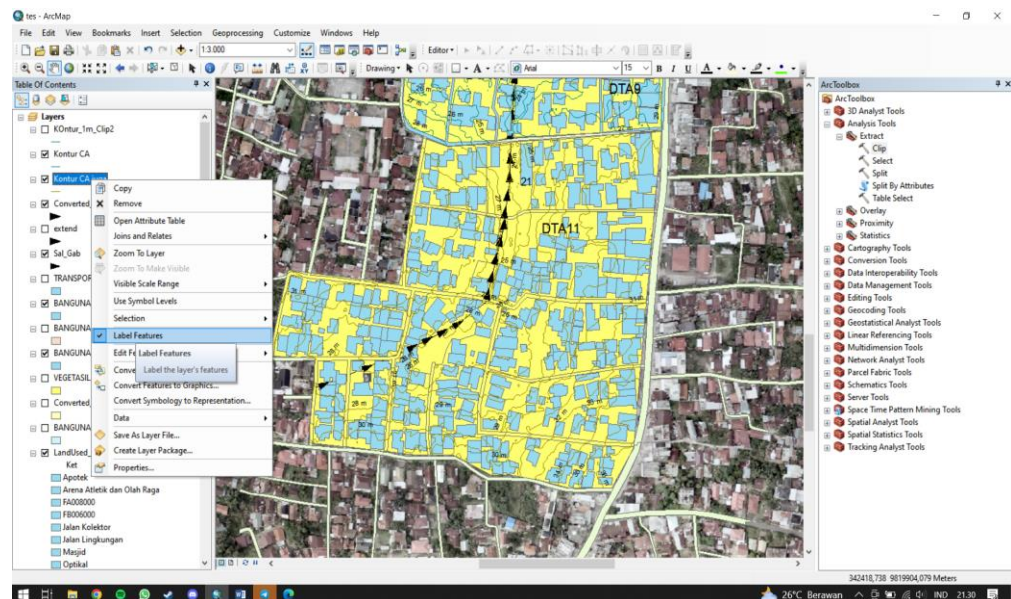 tes - ArcMap
File Edit View Bookmarks Insert Selection Geoprocessing Customize Windows Help
1:3.000
Editor
Drawing
Arial
15
B I U A
Table Of Contents
Layers
KOntur_1m_Clip2
Kontur CA
Kontur CA
Converted_
extend
Sal_Gab
TRANSPOR
BANGUNA
BANGUNA
BANGUNA
VEGETASIL
Converted_
BANGUNA
LandUsed_
Ket
Apotek
Arena Atletik dan Olah Raga
FA008000
FB006000
Jalan Kolektor
Jalan Lingkungan
Masjid
Optikal
Copy
Remove
Open Attribute Table
Joins and Relates
Zoom To Layer
Zoom To Make Visible
Visible Scale Range
Use Symbol Levels
Selection
Label Features
Edit Fe
Label Features
Label the layer's features
Conve
Convert Features to Graphics...
Convert Symbology to Representation...
Data
Save As Layer File...
Create Layer Package...
Properties...
DTA9
21
DTA11
28 m
ArcToolbox
ArcToolbox
3D Analyst Tools
Analysis Tools
Extract
Clip
Select
Split
Split By Attributes
Table Select
Overlay
Proximity
Statistics
Cartography Tools
Conversion Tools
Data Interoperability Tools
Data Management Tools
Editing Tools
Geocoding Tools
Geostatistical Analyst Tools
Linear Referencing Tools
Multidimension Tools
Network Analyst Tools
Parcel Fabric Tools
Schematics Tools
Server Tools
Space Time Pattern Mining Tools
Spatial Analyst Tools
Spatial Statistics Tools
Tracking Analyst Tools
342418,738 9819904,079 Meters
26°C Berawan
IND
21.30